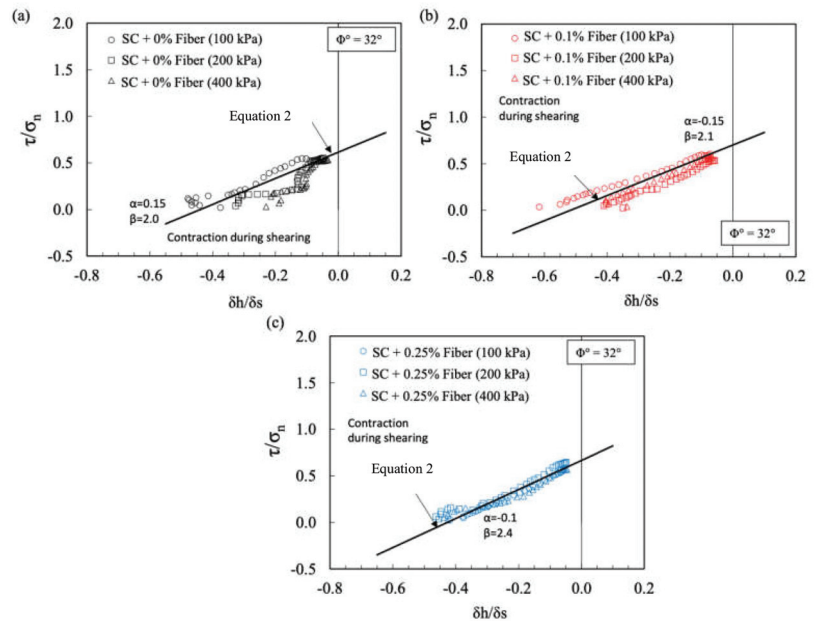 (a)
2.0
1.5
1.0
0.5
0.0
-0.5
τ/σn
SC + 0% Fiber (100 kPa)
SC + 0% Fiber (200 kPa)
SC + 0% Fiber (400 kPa)
Φ° = 32°
Equation 2
α=0.15
β=2.0
Contraction during shearing
-0.8 -0.6 -0.4 -0.2 0.0 0.2
δh/δs
(b)
2.0
1.5
1.0
0.5
0.0
-0.5
τ/σn
SC + 0.1% Fiber (100 kPa)
SC + 0.1% Fiber (200 kPa)
SC + 0.1% Fiber (400 kPa)
Contraction
during shearing
α=-0.15
β=2.1
Equation 2
Φ° = 32°
-0.8 -0.6 -0.4 -0.2 0.0 0.2
δh/δs
(c)
2.0
1.5
1.0
0.5
0.0
-0.5
τ/σn
SC + 0.25% Fiber (100 kPa)
SC + 0.25% Fiber (200 kPa)
SC + 0.25% Fiber (400 kPa)
Φ° = 32°
Contraction
during shearing
Equation 2
α=-0.1
β=2.4
-0.8 -0.6 -0.4 -0.2 0.0 0.2
δh/δs